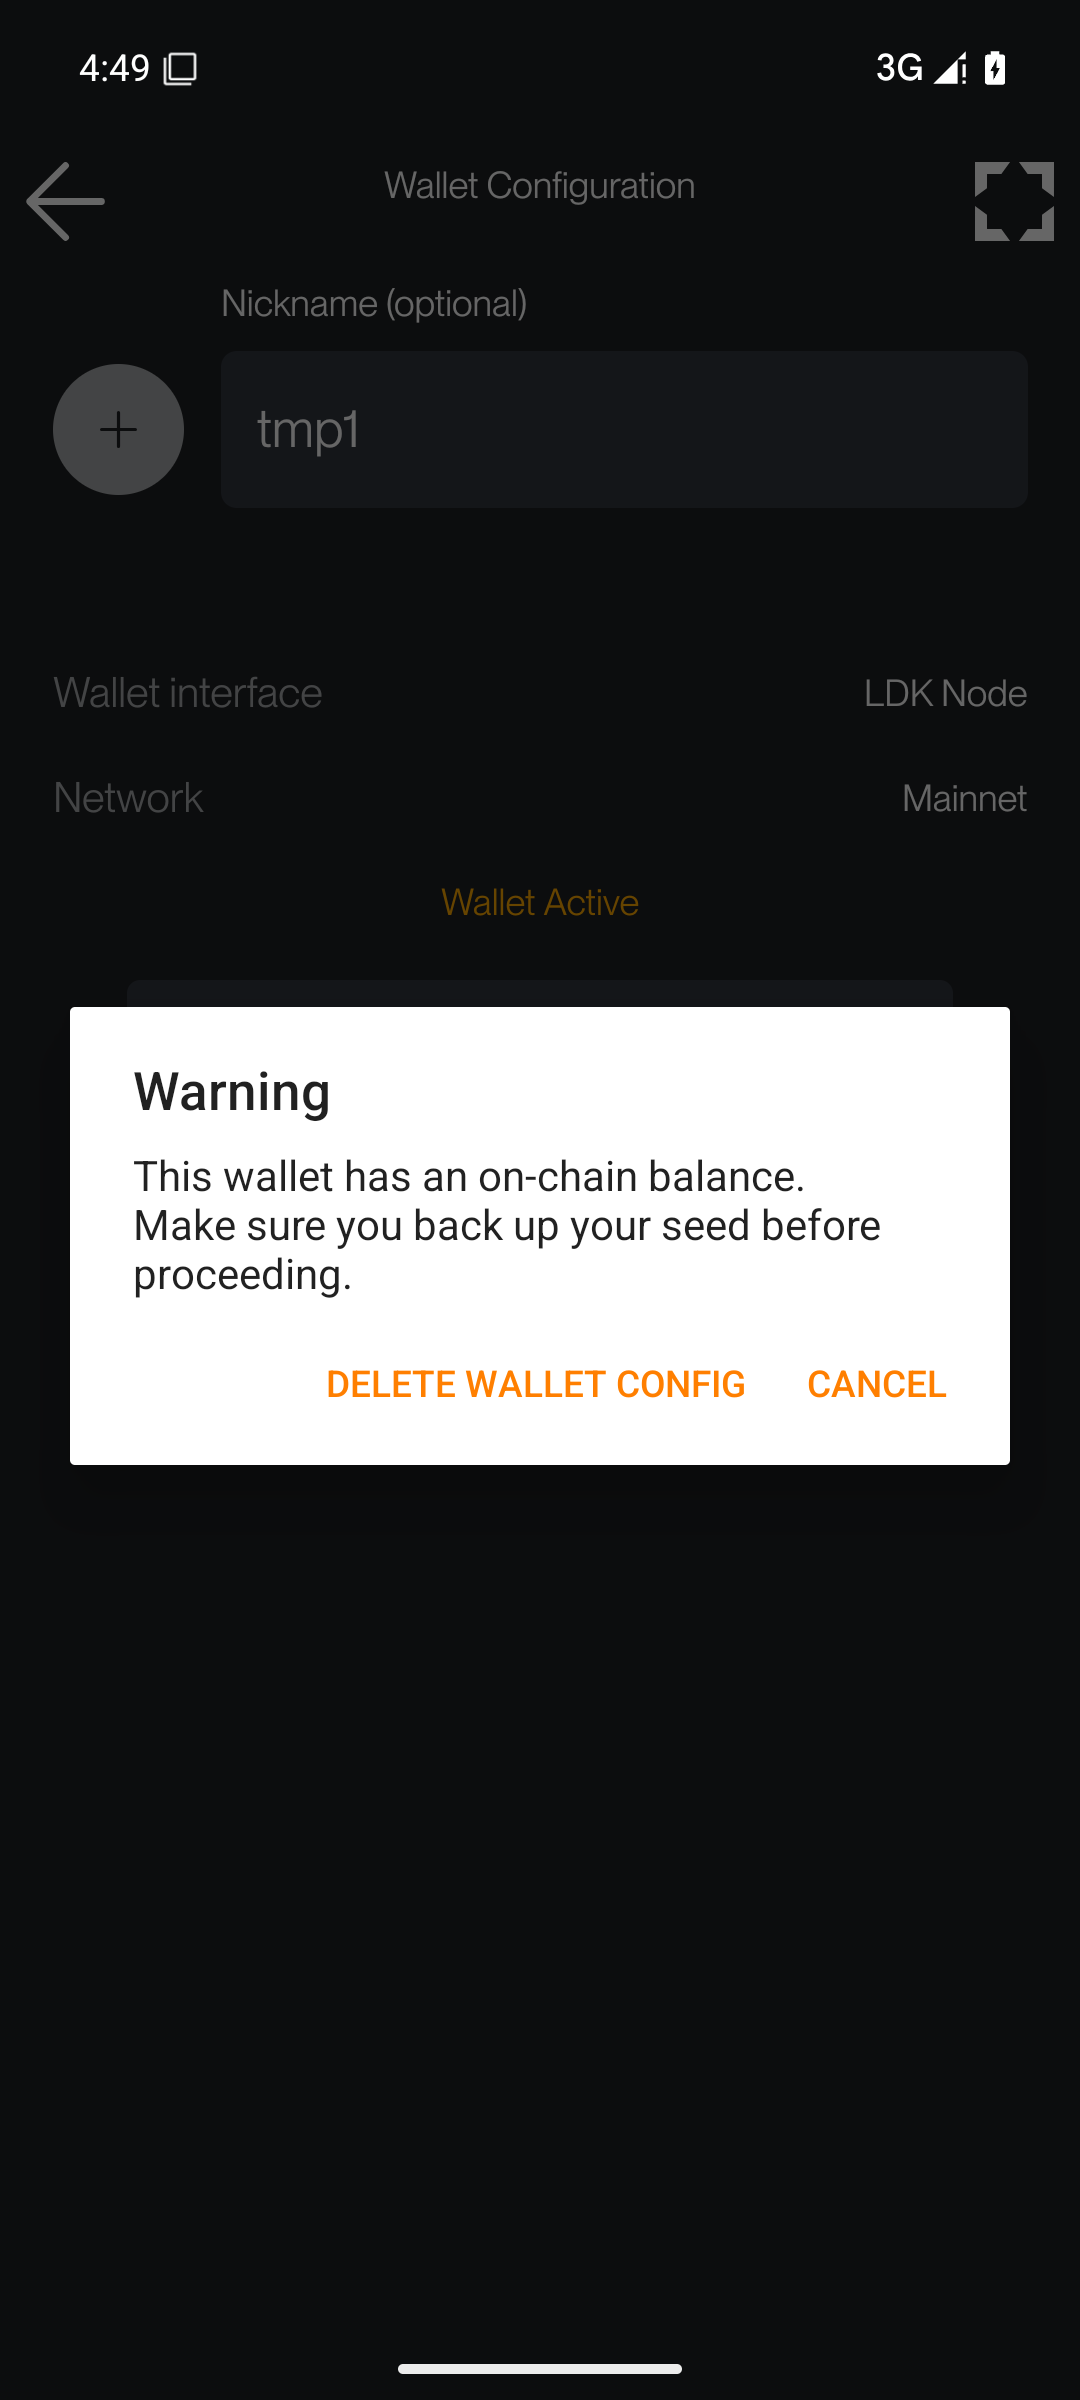 4:49
3G
Wallet Configuration
Nickname (optional)
tmp1
Wallet interface
LDK Node
Network
Mainnet
Wallet Active
Warning
This wallet has an on-chain balance.
Make sure you back up your seed before
proceeding.
DELETE WALLET CONFIG
CANCEL